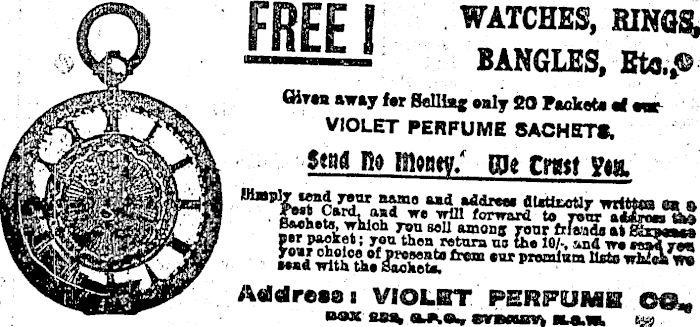 FREE!
WATCHES, RINGS,
BANGLES, Etc.,
Given away for Selling only 20 Packets of our
VIOLET PERFUME SACHETS.
Send No Money. We Trust You.
Simply send your name and address distinctly written on a
Post Card, and we will forward to your address the
Sachets, which you sell among your friends at Sixpence
per packet; you then return us the 10/-, and we send you
your choice of presents from our premium lists which we
send with the Sachets.
Address: VIOLET PERFUME CO.,
BOX 222, G.P.O., SYDNEY, N.S.W.